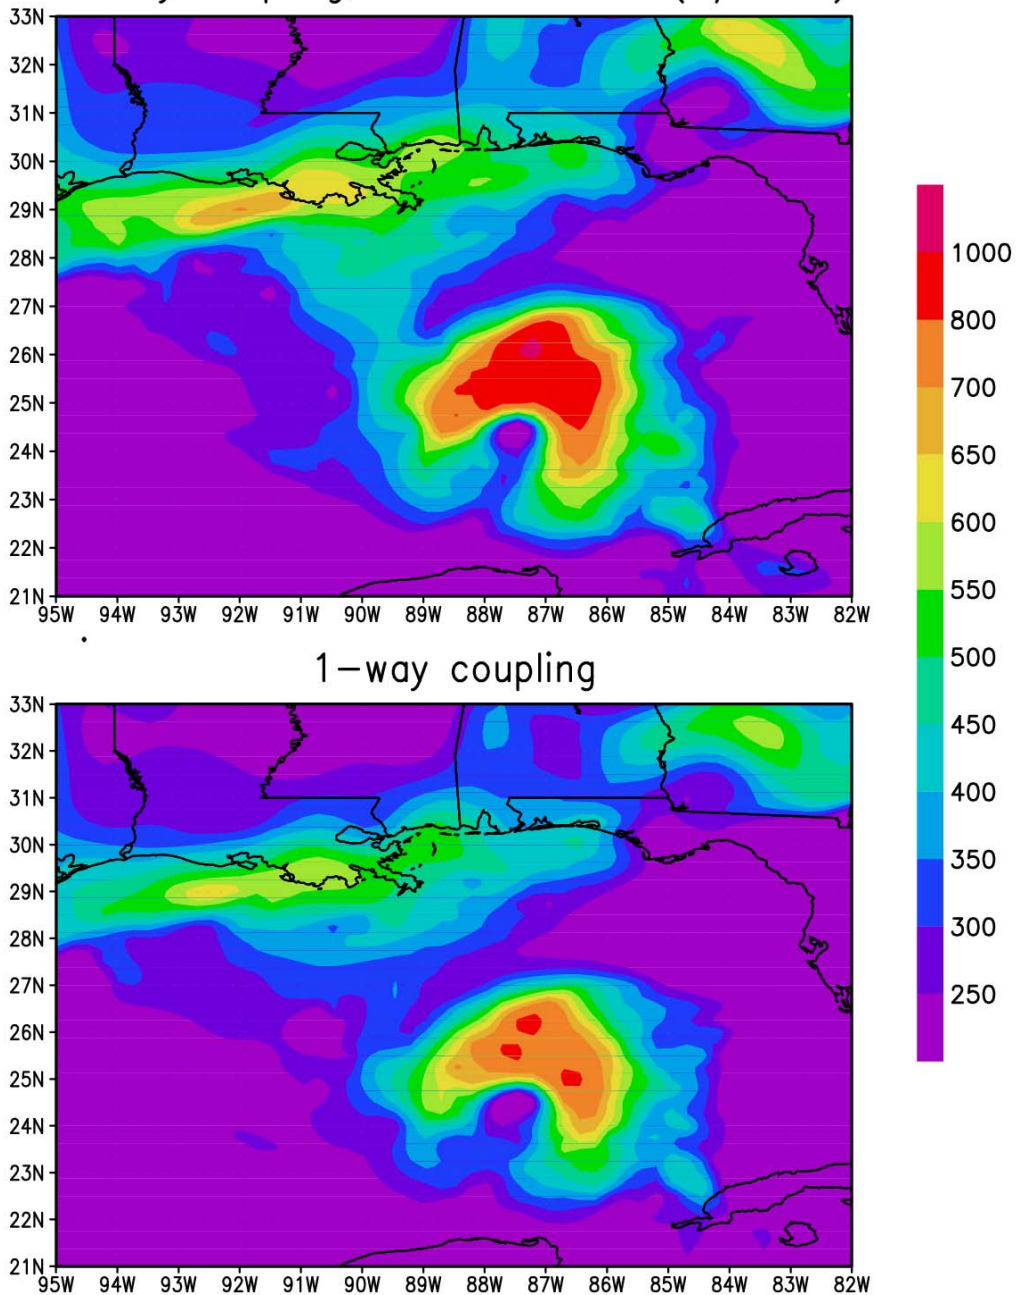 33N
32N
31N
30N
29N
28N
27N
26N
25N
24N
23N
22N
21N
95W 94W 93W 92W 91W 90W 89W 88W 87W 86W 85W 84W 83W 82W
1-way coupling
33N
32N
31N
30N
29N
28N
27N
26N
25N
24N
23N
22N
21N
95W 94W 93W 92W 91W 90W 89W 88W 87W 86W 85W 84W 83W 82W
1000
800
700
650
600
550
500
450
400
350
300
250